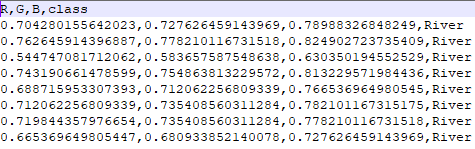 R,G,B,class
0.704280155642023,0.727626459143969,0.78988326848249,River
0.762645914396887,0.778210116731518,0.824902723735409,River
0.544747081712062,0.583657587548638,0.630350194552529,River
0.743190661478599,0.754863813229572,0.813229571984436,River
0.688715953307393,0.712062256809339,0.766536964980545,River
0.712062256809339,0.735408560311284,0.782101167315175,River
0.719844357976654,0.735408560311284,0.778210116731518,River
0.665369649805447,0.680933852140078,0.727626459143969,River